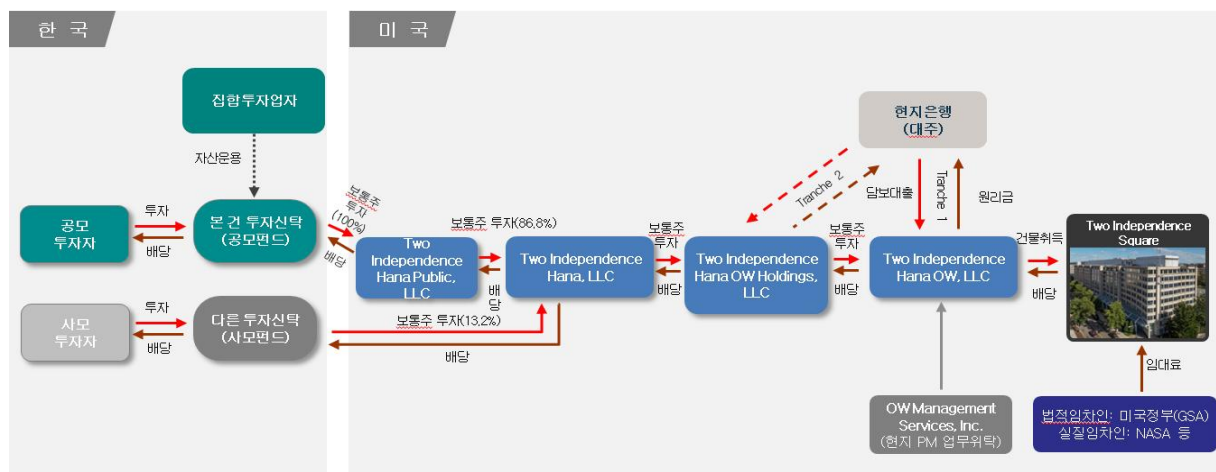 한 국
미 국
집합투자업자
자산운용
현지은행
(대주)
공모
투자자
투자
배당
본 건 투자신탁
(공모펀드)
보통주
투자
(100%)
배당
Two
Independence
Hana Public,
LLC
보통주 투자(86.8%)
배
당
Two Independence
Hana, LLC
보통주
투자
배당
Two Independence
Hana OW Holdings,
LLC
Tranche 2
보통주
투자
배당
담보대출
Tranche 1
원리금
Two Independence
Hana OW, LLC
건물취득
배당
Two Independence
Square
사모
투자자
투자
배당
다른 투자신탁
(사모펀드)
보통주 투자(13.2%)
배당
임대료
OW Management
Services, Inc.
(현지 PM 업무위탁)
법적임차인: 미국정부(GSA)
실질임차인: NASA 등